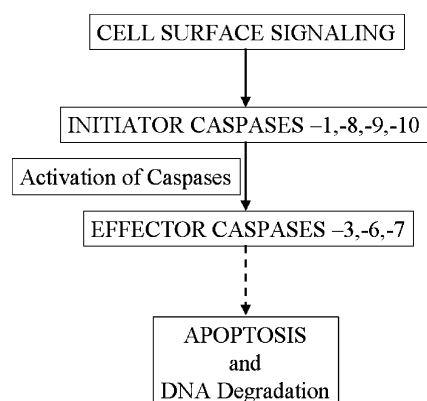 CELL SURFACE SIGNALING
INITIATOR CASPASES –1,-8,-9,-10
Activation of Caspases
EFFECTOR CASPASES –3,-6,-7
APOPTOSIS
and
DNA Degradation